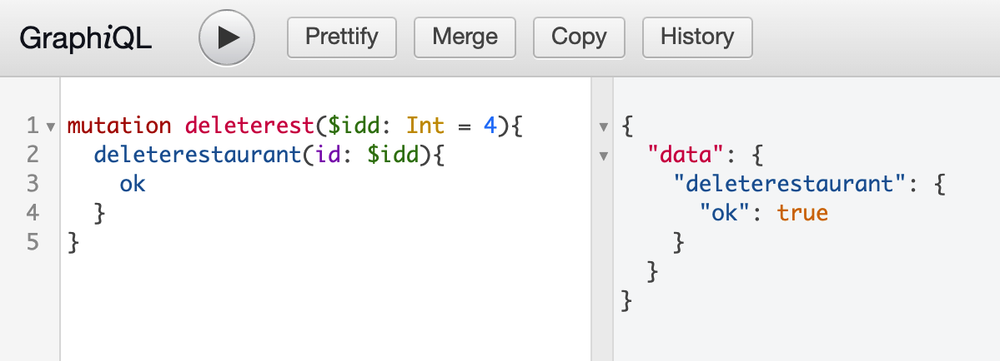 GraphiQL Prettify Merge Copy History
1 mutation deleterest($idd: Int = 4){
2 deleterestaurant(id: $idd){
3 ok
4 }
5 }
{
"data": {
"deleterestaurant": {
"ok": true
}
}
}